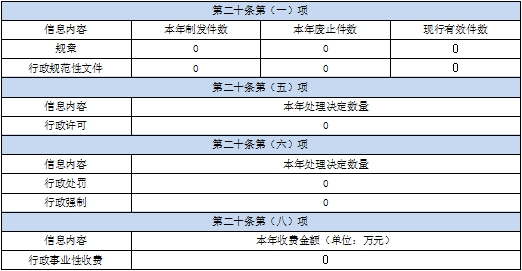 第二十条第（一）项
信息内容 本年制发件数 本年废止件数 现行有效件数
规章 0 0 0
行政规范性文件 0 0 0
第二十条第（五）项
信息内容 本年处理决定数量
行政许可 0
第二十条第（六）项
信息内容 本年处理决定数量
行政处罚 0
行政强制 0
第二十条第（八）项
信息内容 本年收费金额（单位：万元）
行政事业性收费 0